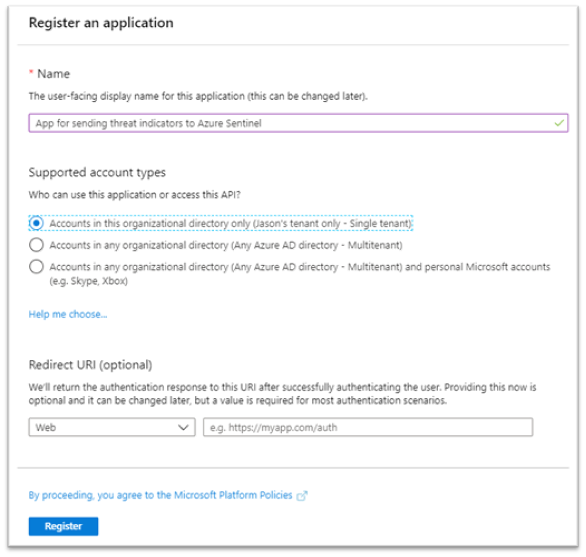 Register an application
* Name
The user-facing display name for this application (this can be changed later).
App for sending threat indicators to Azure Sentinel
Supported account types
Who can use this application or access this API?
Accounts in this organizational directory only (Jason's tenant only - Single tenant)
Accounts in any organizational directory (Any Azure AD directory - Multitenant)
Accounts in any organizational directory (Any Azure AD directory - Multitenant) and personal Microsoft accounts
(e.g. Skype, Xbox)
Help me choose...
Redirect URI (optional)
We'll return the authentication response to this URI after successfully authenticating the user. Providing this now is
optional and it can be changed later, but a value is required for most authentication scenarios.
Web e.g. https://myapp.com/auth
By proceeding, you agree to the Microsoft Platform Policies
Register